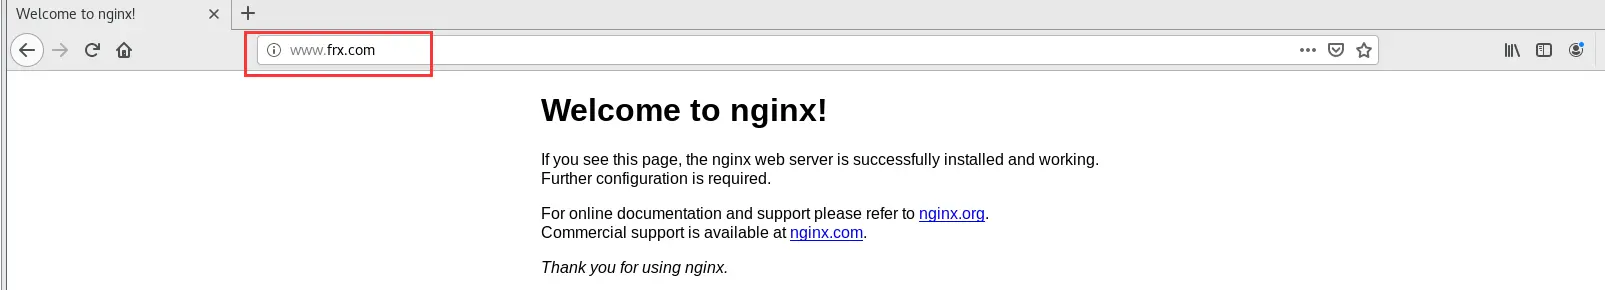 Welcome to nginx!
www.frx.com
Welcome to nginx!
If you see this page, the nginx web server is successfully installed and working.
Further configuration is required.
For online documentation and support please refer to nginx.org.
Commercial support is available at nginx.com.
Thank you for using nginx.